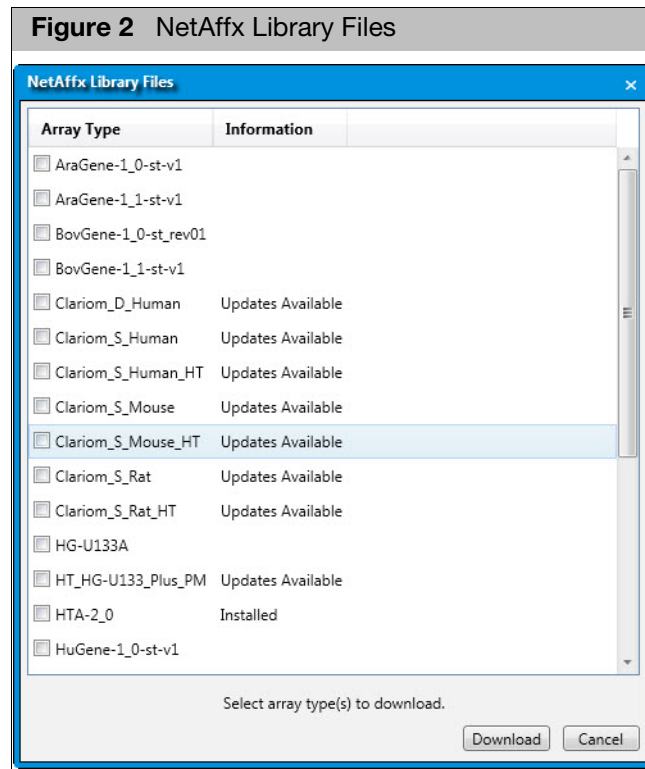 Figure 2 NetAffx Library Files
NetAffx Library Files
Array Type Information
AraGene-1_0-st-v1
AraGene-1_1-st-v1
BovGene-1_0-st_rev01
BovGene-1_1-st-v1
Clariom_D_Human Updates Available
Clariom_S_Human Updates Available
Clariom_S_Human_HT Updates Available
Clariom_S_Mouse Updates Available
Clariom_S_Mouse_HT Updates Available
Clariom_S_Rat Updates Available
Clariom_S_Rat_HT Updates Available
HG-U133A
HT_HG-U133_Plus_PM Updates Available
HTA-2_0 Installed
HuGene-1_0-st-v1
Select array type(s) to download.
Download Cancel